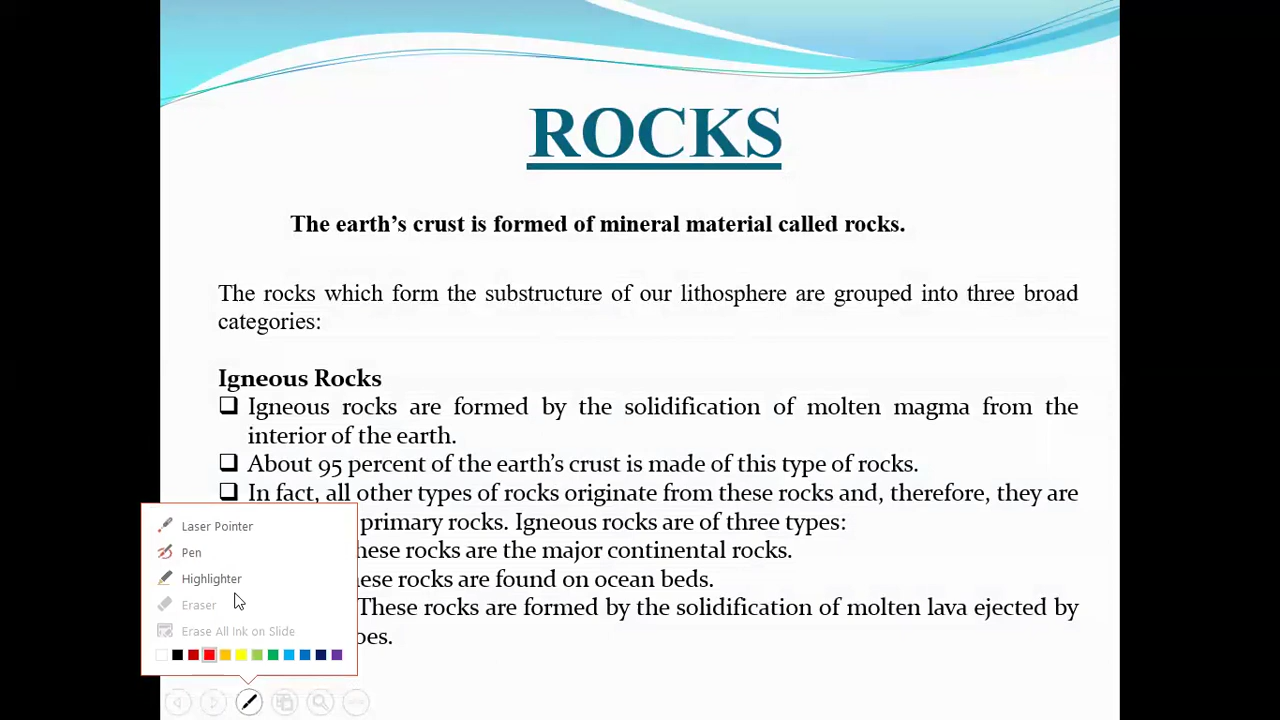 ROCKS
The earth's crust is formed of mineral material called rocks.
The rocks which form the substructure of our lithosphere are grouped into three broad
categories:
Igneous Rocks
Igneous rocks are formed by the solidification of molten magma from the
interior of the earth.
About 95 percent of the earth's crust is made of this type of rocks.
In fact, all other types of rocks originate from these rocks and, therefore, they are
primary rocks. Igneous rocks are of three types:
hese rocks are the major continental rocks.
ese rocks are found on ocean beds.
These rocks are formed by the solidification of molten lava ejected by
oes.
Laser Pointer
Pen
Highlighter
Eraser
Erase All Ink on Slide